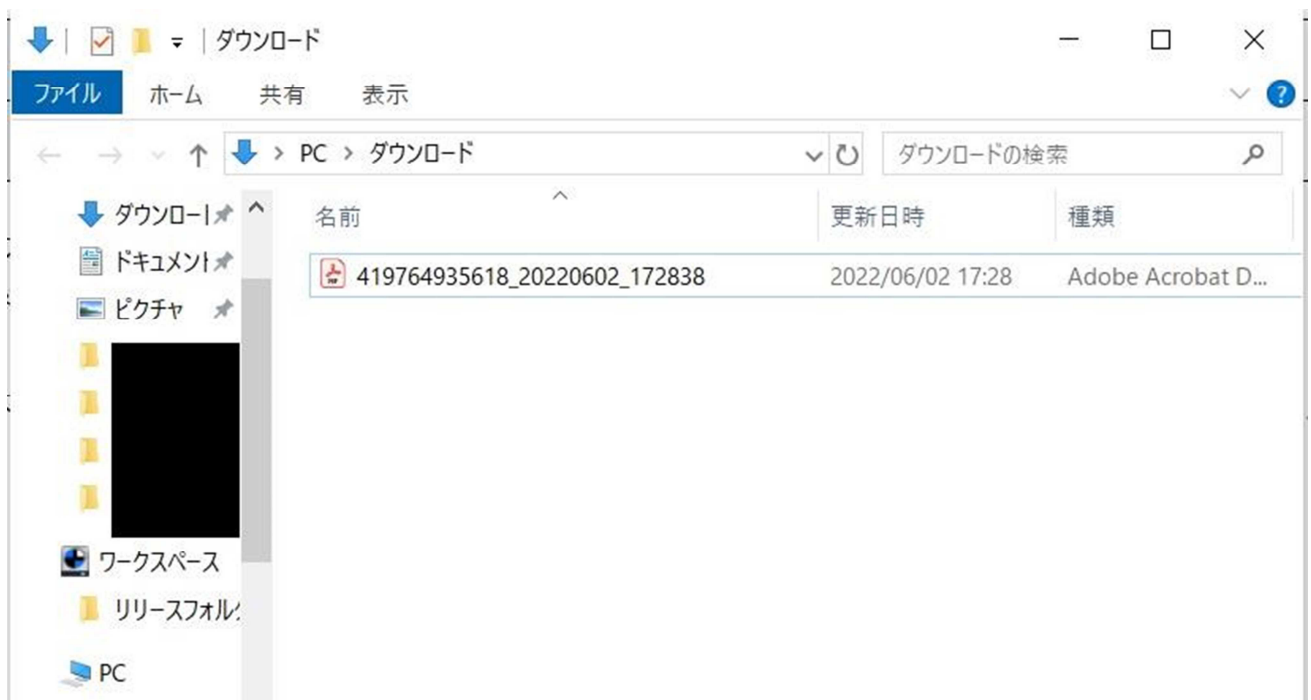 ダウンロード
ファイル ホーム 共有 表示
PC > ダウンロード ダウンロードの検索
名前 更新日時 種類
419764935618_20220602_172838 2022/06/02 17:28 Adobe Acrobat D...
ダウンロー
ドキュメント
ピクチャ
ワークスペース
リリースフォル
PC